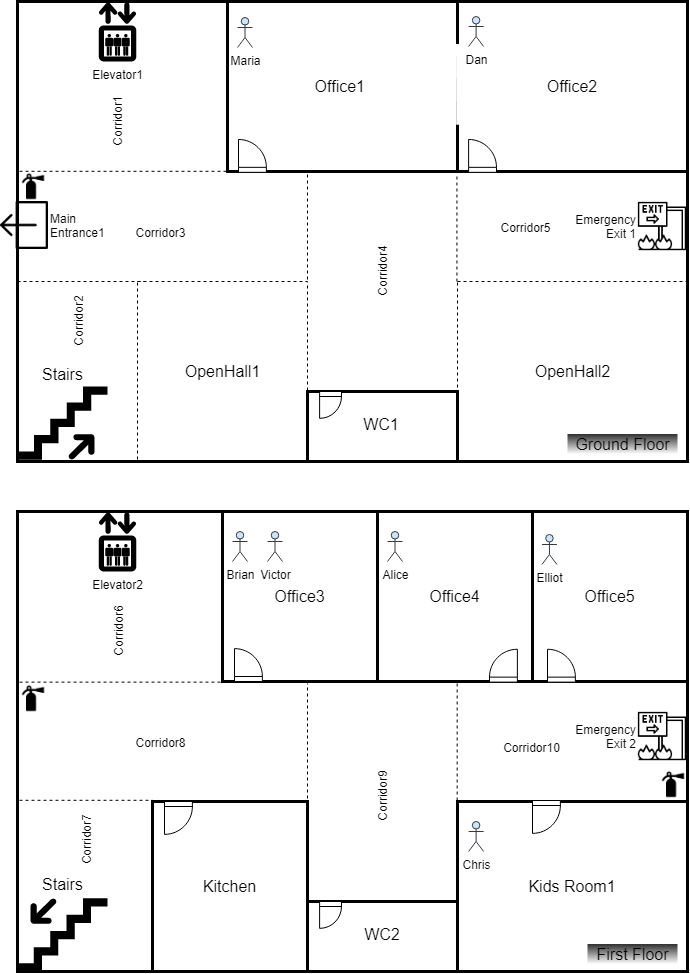 Elevator1
Corridor1
Maria
Office1
Dan
Office2
Main
Entrance1
Corridor3
Corridor4
Corridor5
Emergency
Exit 1
EXIT
Corridor2
Stairs
OpenHall1
WC1
OpenHall2
Ground Floor
Elevator2
Corridor6
Brian
Victor
Office3
Alice
Office4
Elliot
Office5
Corridor8
Corridor9
Corridor10
Emergency
Exit 2
EXIT
Corridor7
Stairs
Kitchen
WC2
Chris
Kids Room1
First Floor